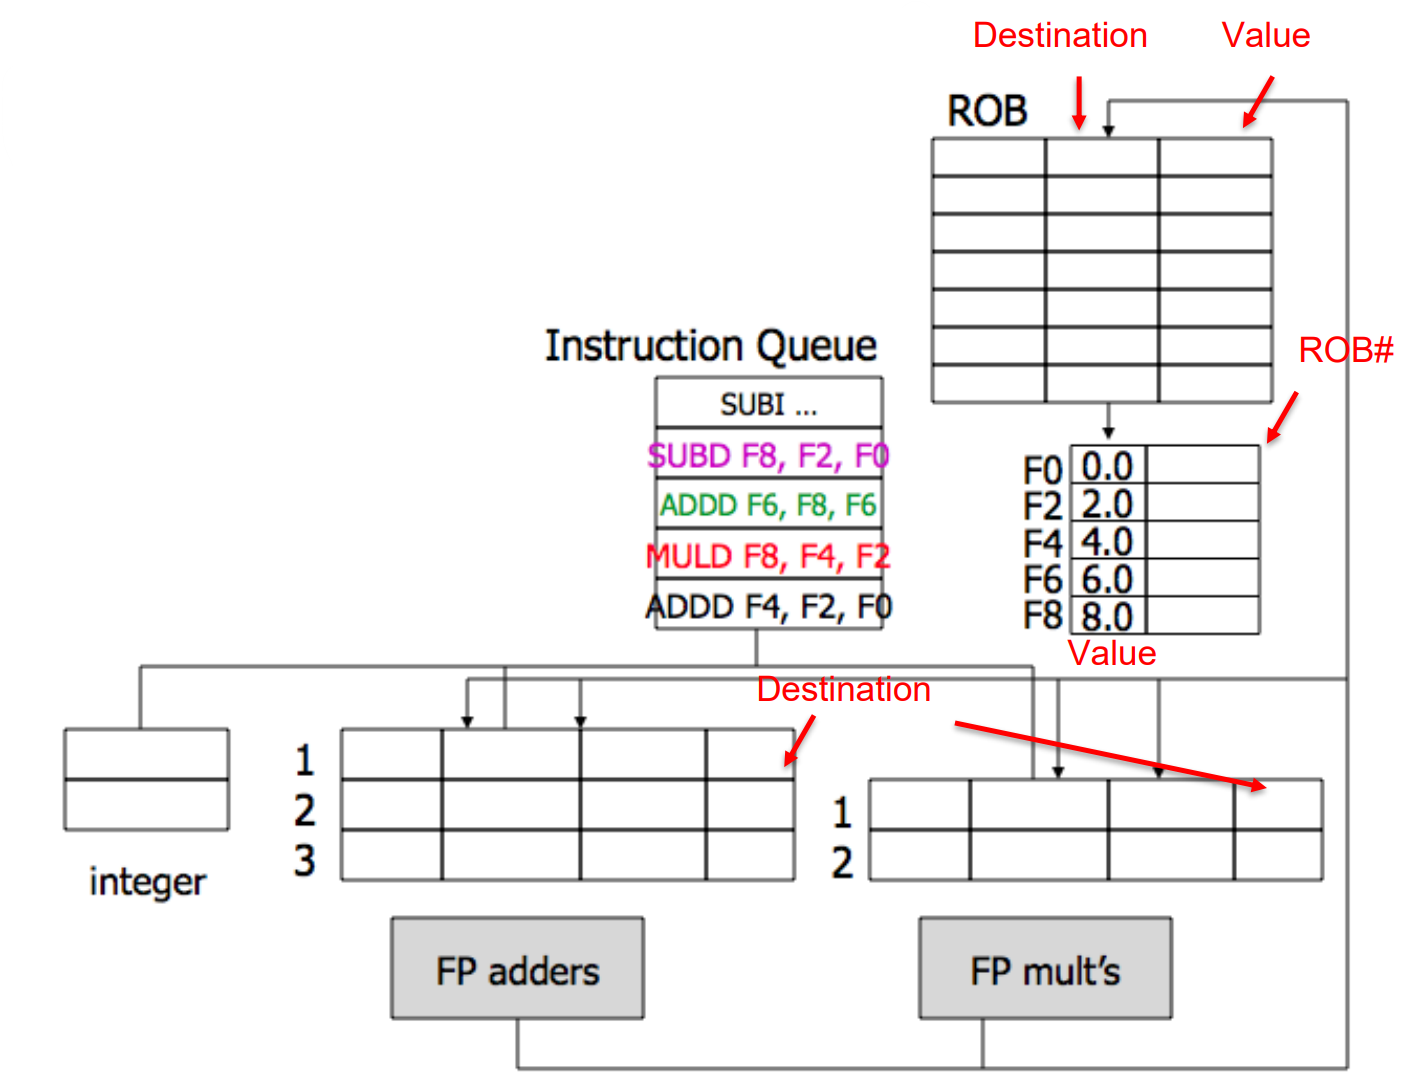 Destination
Value
ROB
Instruction Queue
ROB#
SUBI ...
SUBD F8, F2, F0
ADDD F6, F8, F6
MULD F8, F4, F2
ADDD F4, F2, F0
F0 0.0
F2 2.0
F4 4.0
F6 6.0
F8 8.0
Value
Destination
1
2
3
1
2
integer
FP adders
FP mult's